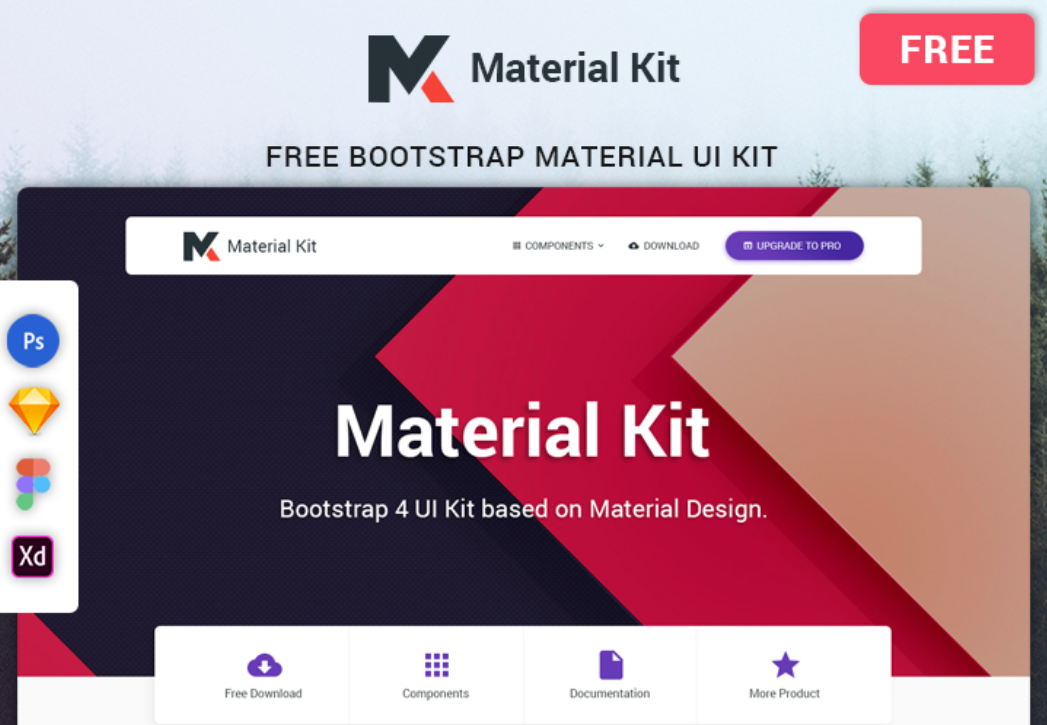 Material Kit
FREE
FREE BOOTSTRAP MATERIAL UI KIT
Material Kit
COMPONENTS
DOWNLOAD
UPGRADE TO PRO
Ps
Xd
Material Kit
Bootstrap 4 UI Kit based on Material Design.
Free Download
Components
Documentation
More Product